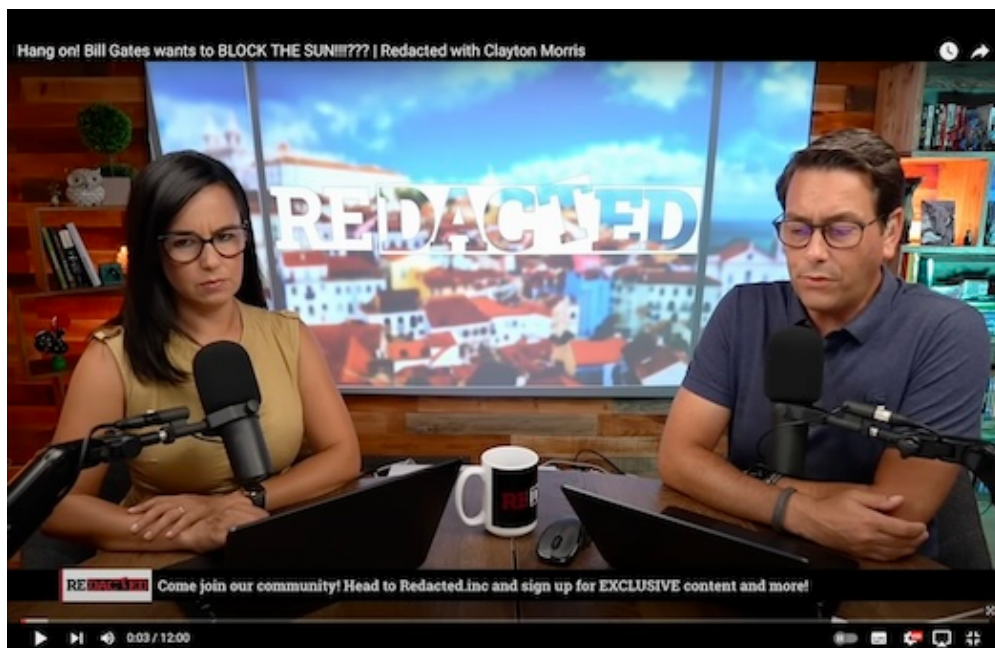 Hang on! Bill Gates wants to BLOCK THE SUN!!!??? | Redacted with Clayton Morris
REDACTED
REDACTED Come join our community! Head to Redacted.inc and sign up for EXCLUSIVE content and more!
0:03 / 12:00